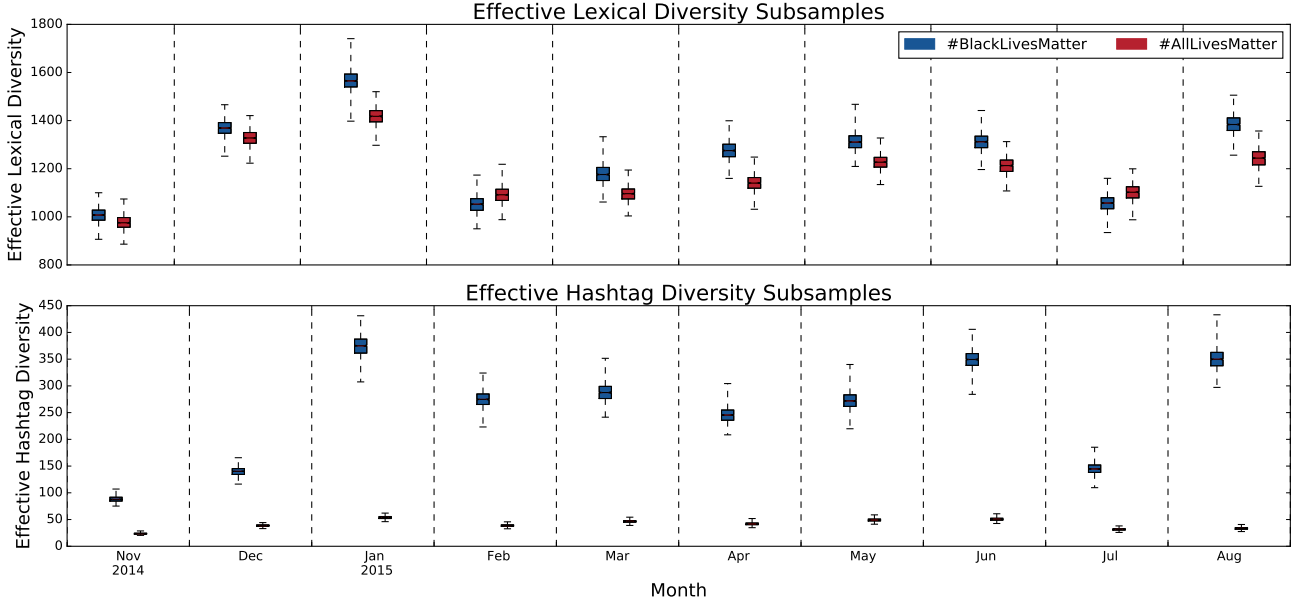 Effective Lexical Diversity Subsamples
Effective Lexical Diversity
1800
1600
1400
1200
1000
800
#BlackLivesMatter #AllLivesMatter
Effective Hashtag Diversity Subsamples
Effective Hashtag Diversity
450
400
350
300
250
200
150
100
50
0
Nov Dec Jan Feb Mar Apr May Jun Jul Aug
2014 2015
Month